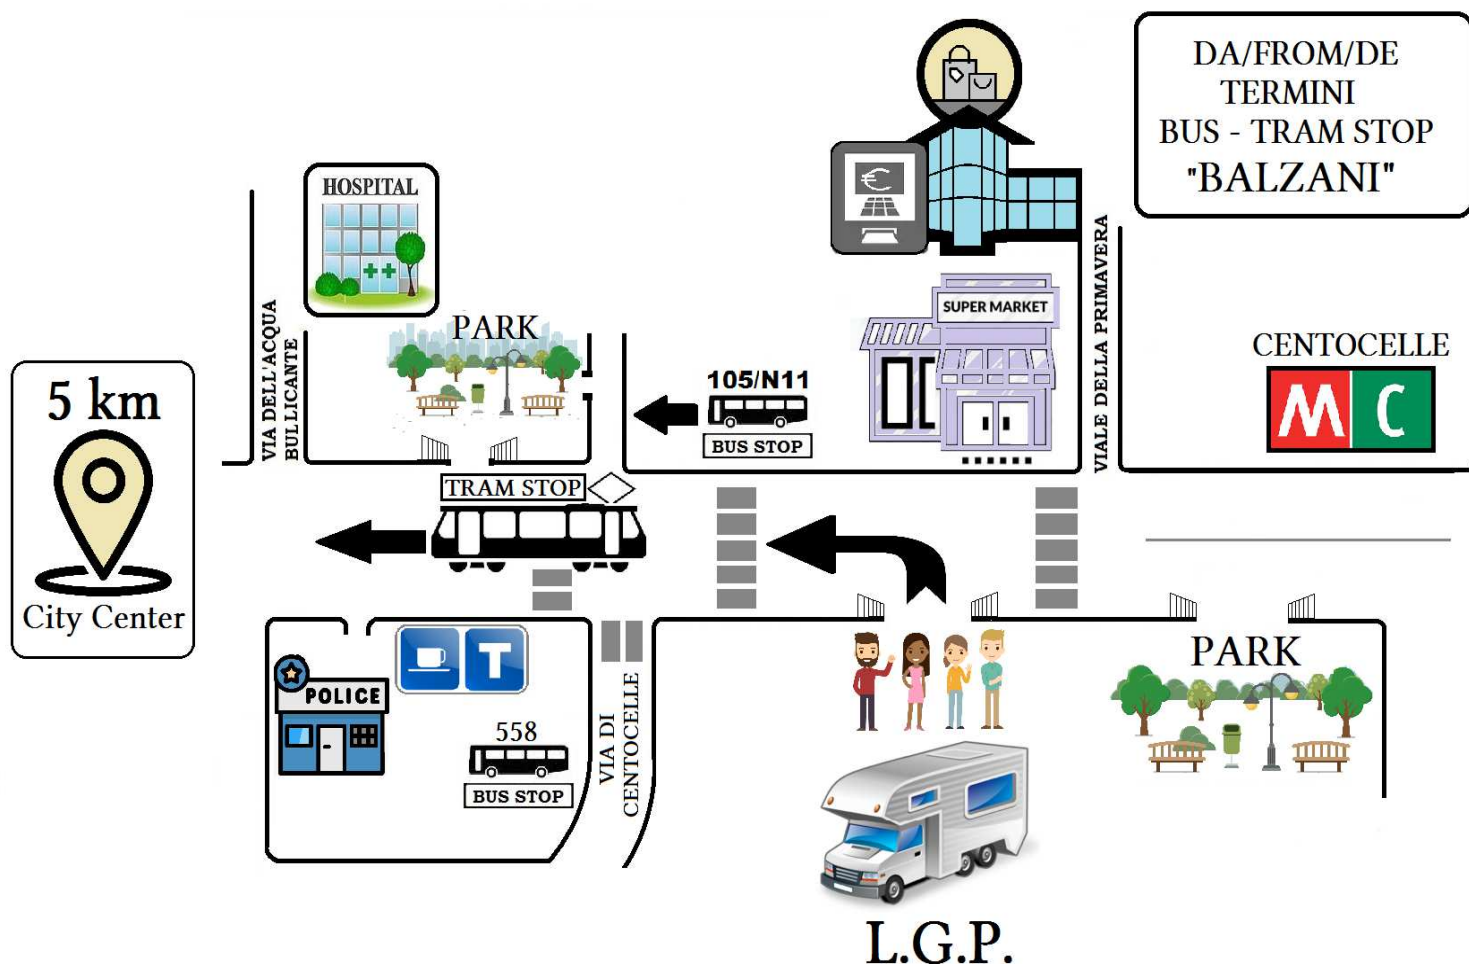 DA/FROM/DE
TERMINI
BUS - TRAM STOP
"BALZANI"
HOSPITAL
€
SUPER MARKET
VIALE DELLA PRIMAVERA
VIA DELL'ACQUA
BULLICANTE
PARK
CENTOCELLE
M C
5 km
City Center
105/N11
BUS STOP
TRAM STOP
POLICE
T
558
BUS STOP
VIA DI
CENTOCELLE
PARK
L.G.P.